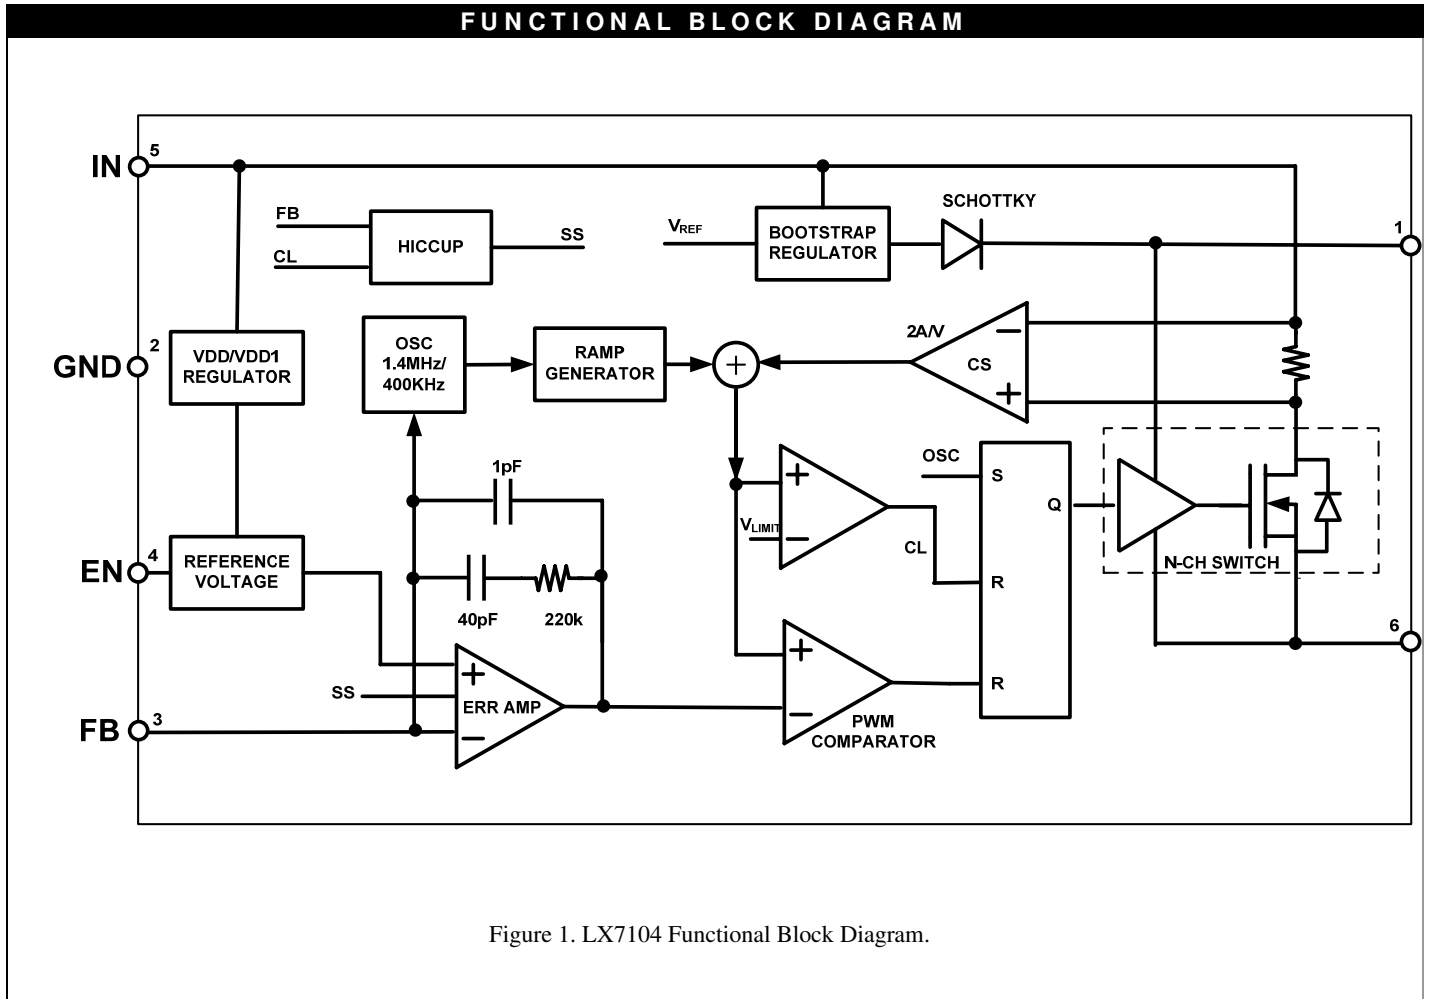 FUNCTIONAL BLOCK DIAGRAM
IN
5
FB
CL
HICCUP
SS
VREF
BOOTSTRAP
REGULATOR
SCHOTTKY
1
GND
2
VDD/VDD1
REGULATOR
OSC
1.4MHz/
400KHz
RAMP
GENERATOR
+
2A/V
−
CS
+
1pF
40pF
220k
EN
4
REFERENCE
VOLTAGE
+
VLIMIT
−
CL
OSC
S
Q
R
R
N-CH SWITCH
6
SS
+
ERR AMP
−
FB
3
+
−
PWM
COMPARATOR
Figure 1. LX7104 Functional Block Diagram.